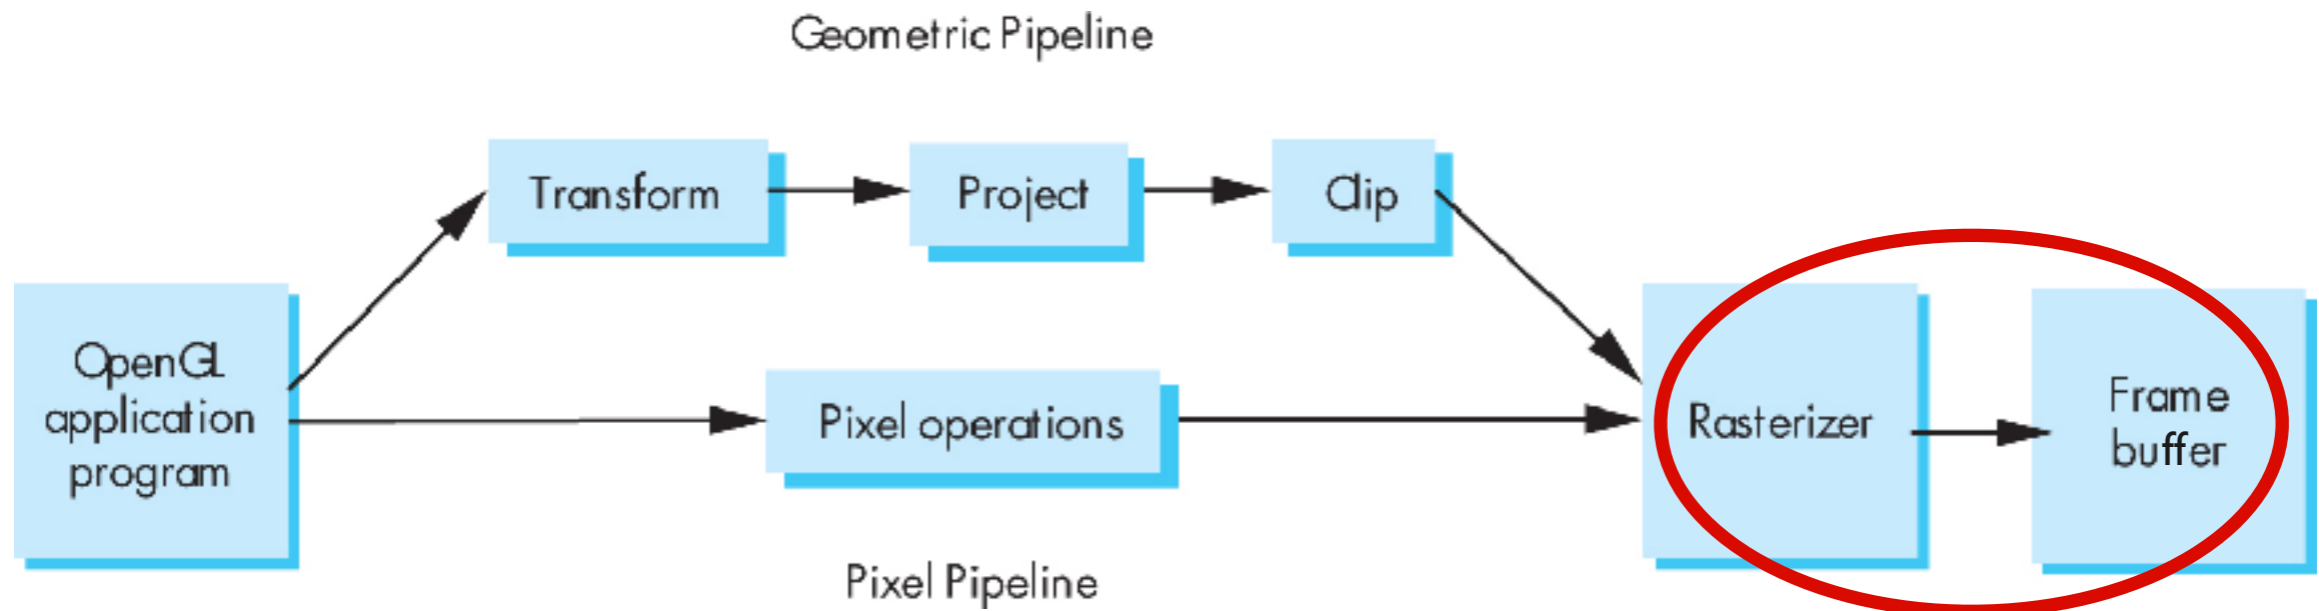 Geometric Pipeline
Transform
Project
Clip
OpenGL
application
program
Pixel operations
Rasterizer
Frame
buffer
Pixel Pipeline